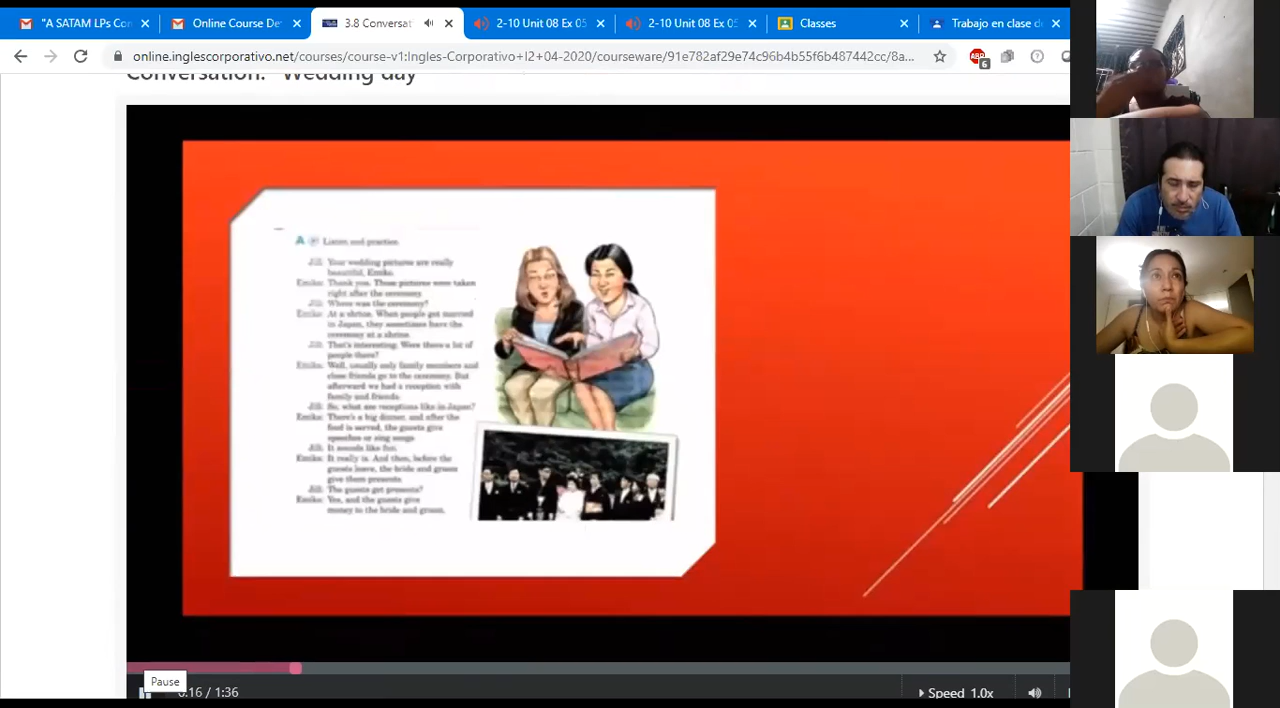 "A SATAM LPs Cor
Online Course De
3.8 Conversat
2-10 Unit 08 Ex 05
2-10 Unit 08 Ex 05
Classes
Trabajo en clase de
online.inglescorporativo.net/courses/course-v1:Ingles-Corporativo+I2+04-2020/courseware/91e782af29e74c96b4b55f6b487442cc/8a...
ABP
6
Conversation: "Wedding day"
A Listen and practice.
Jill: Your wedding pictures are really
beautiful, Emiko.
Emiko: Thank you. Those pictures were taken
right after the ceremony.
Jill: Where was the ceremony?
Emiko: At a shrine. When people get married
in Japan, they sometimes have the
ceremony at a shrine.
Jill: That's interesting. Were there a lot of
people there?
Emiko: Well, usually only family members and
close friends go to the ceremony. But
afterward we had a reception with
family and friends.
Jill: So, what are receptions like in Japan?
Emiko: There's a big dinner, and after the
food is served, the guests give
speeches or sing songs.
Jill: It sounds like fun.
Emiko: It really is. And then, before the
guests leave, the bride and groom
give them presents.
Jill: The guests get presents?
Emiko: Yes, and the guests give
money to the bride and groom.
Pause
0:16 / 1:36
Speed 1.0x